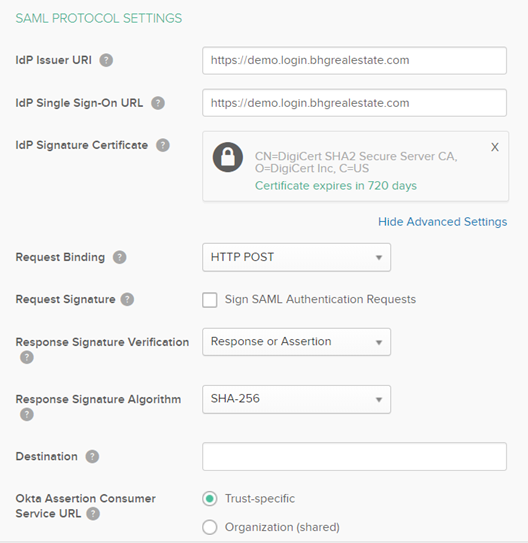 SAML PROTOCOL SETTINGS
IdP Issuer URI ?
https://demo.login.bhgrealestate.com
IdP Single Sign-On URL ?
https://demo.login.bhgrealestate.com
IdP Signature Certificate ?
X
CN=DigiCert SHA2 Secure Server CA,
O=DigiCert Inc, C=US
Certificate expires in 720 days
Hide Advanced Settings
Request Binding ?
HTTP POST
Request Signature ?
Sign SAML Authentication Requests
Response Signature Verification
?
Response or Assertion
Response Signature Algorithm
?
SHA-256
Destination ?
Okta Assertion Consumer
Service URL ?
Trust-specific
Organization (shared)